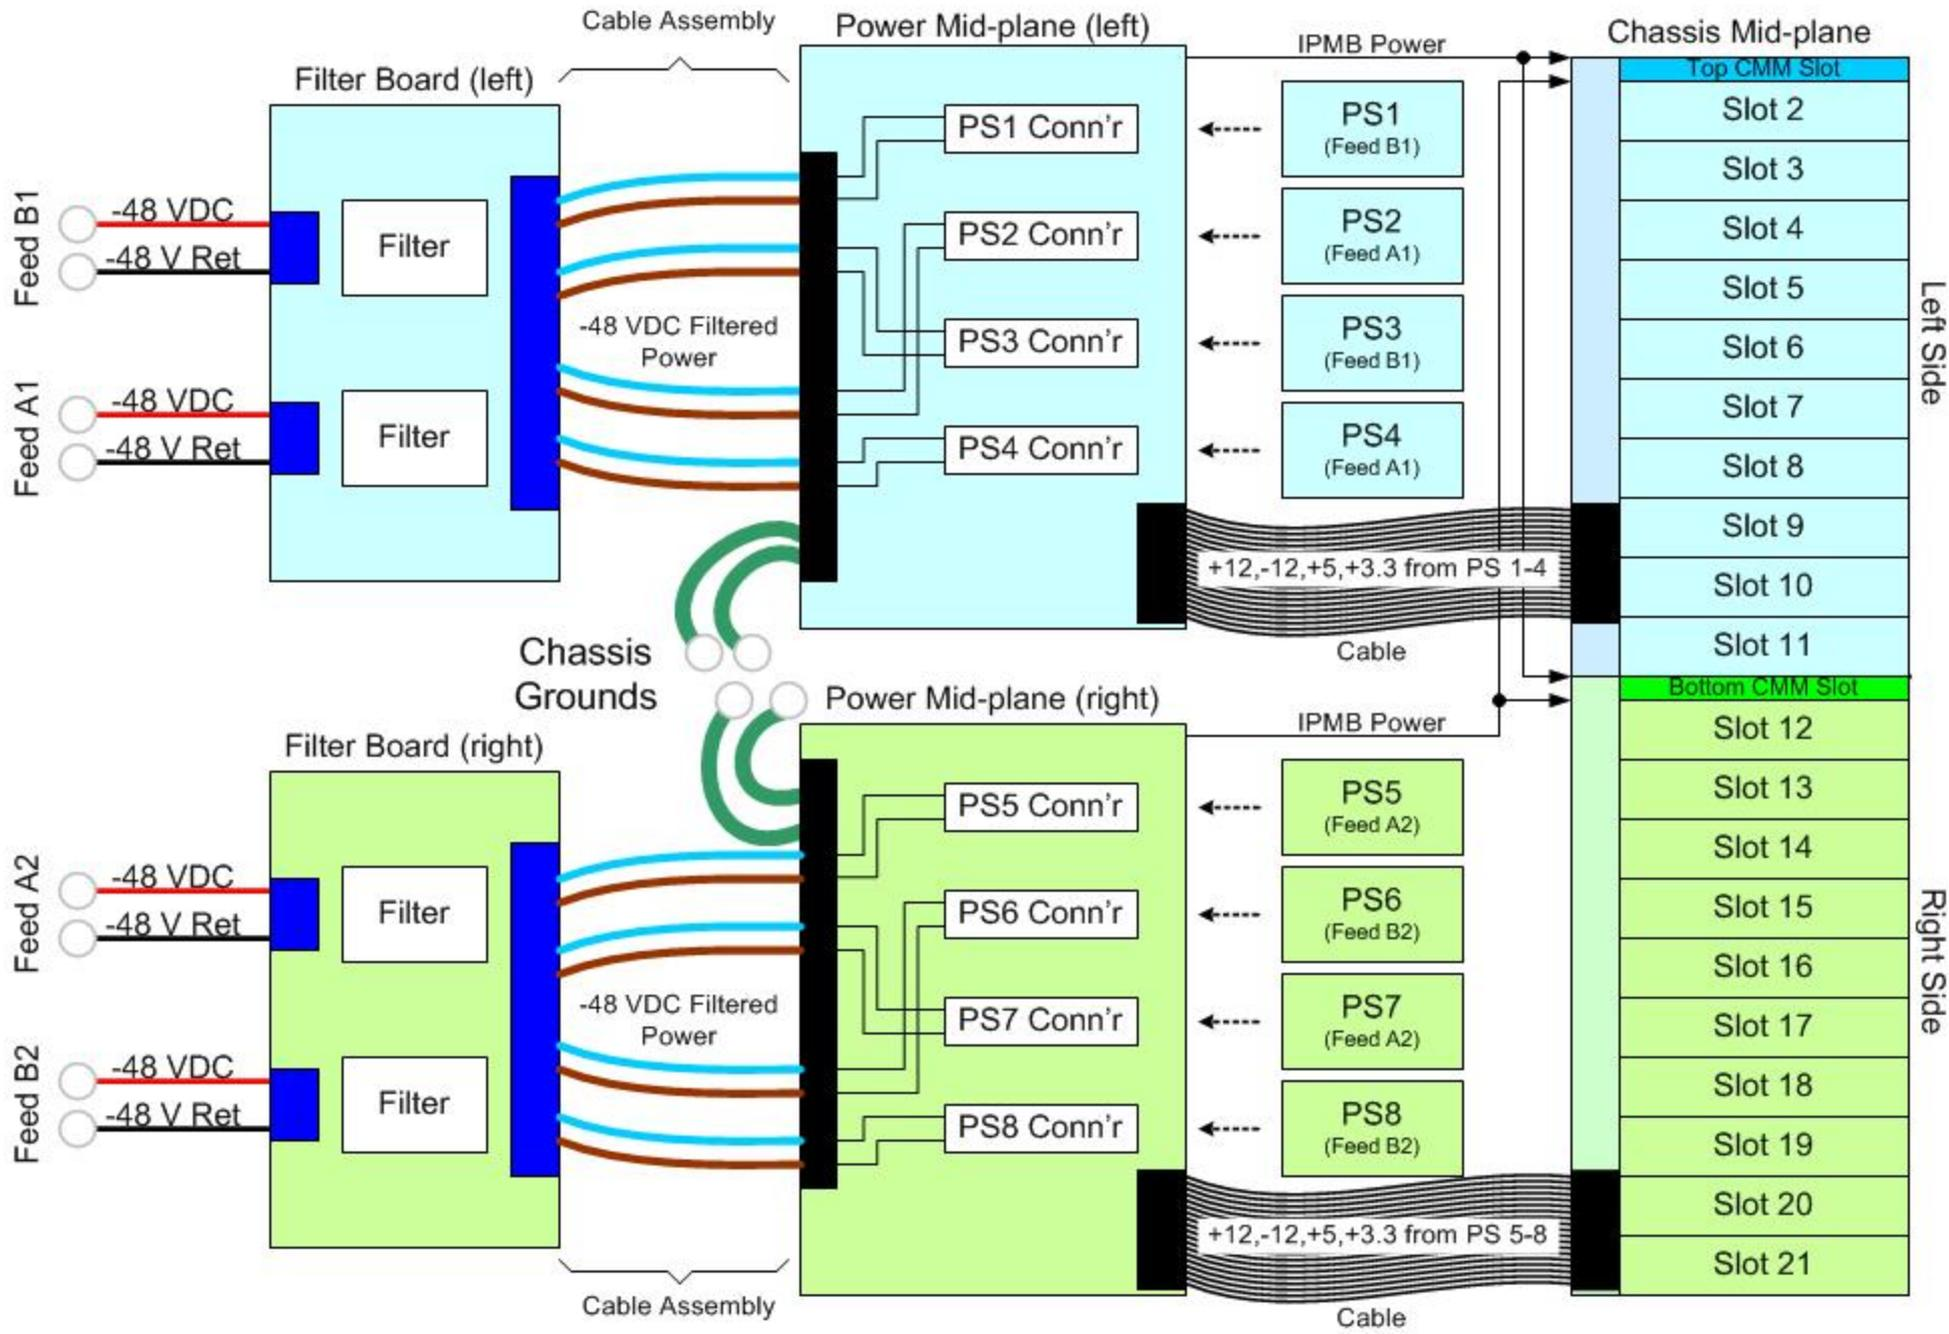 Cable Assembly
Power Mid-plane (left)
IPMB Power
Chassis Mid-plane
Filter Board (left)
Top CMM Slot
PS1 Conn'r
PS1
(Feed B1)
Slot 2
Slot 3
Feed B1
-48 VDC
-48 V Ret
Filter
PS2 Conn'r
PS2
(Feed A1)
Slot 4
Slot 5
-48 VDC Filtered
Power
PS3 Conn'r
PS3
(Feed B1)
Slot 6
Left Side
Feed A1
-48 VDC
-48 V Ret
Filter
PS4 Conn'r
PS4
(Feed A1)
Slot 7
Slot 8
Slot 9
+12,-12,+5,+3.3 from PS 1-4
Slot 10
Cable
Slot 11
Chassis
Grounds
Power Mid-plane (right)
IPMB Power
Bottom CMM Slot
Filter Board (right)
Slot 12
PS5 Conn'r
PS5
(Feed A2)
Slot 13
Slot 14
Feed A2
-48 VDC
-48 V Ret
Filter
PS6 Conn'r
PS6
(Feed B2)
Slot 15
Slot 16
Right Side
-48 VDC Filtered
Power
PS7 Conn'r
PS7
(Feed A2)
Slot 17
Feed B2
-48 VDC
-48 V Ret
Filter
PS8 Conn'r
PS8
(Feed B2)
Slot 18
Slot 19
Slot 20
+12,-12,+5,+3.3 from PS 5-8
Slot 21
Cable Assembly
Cable